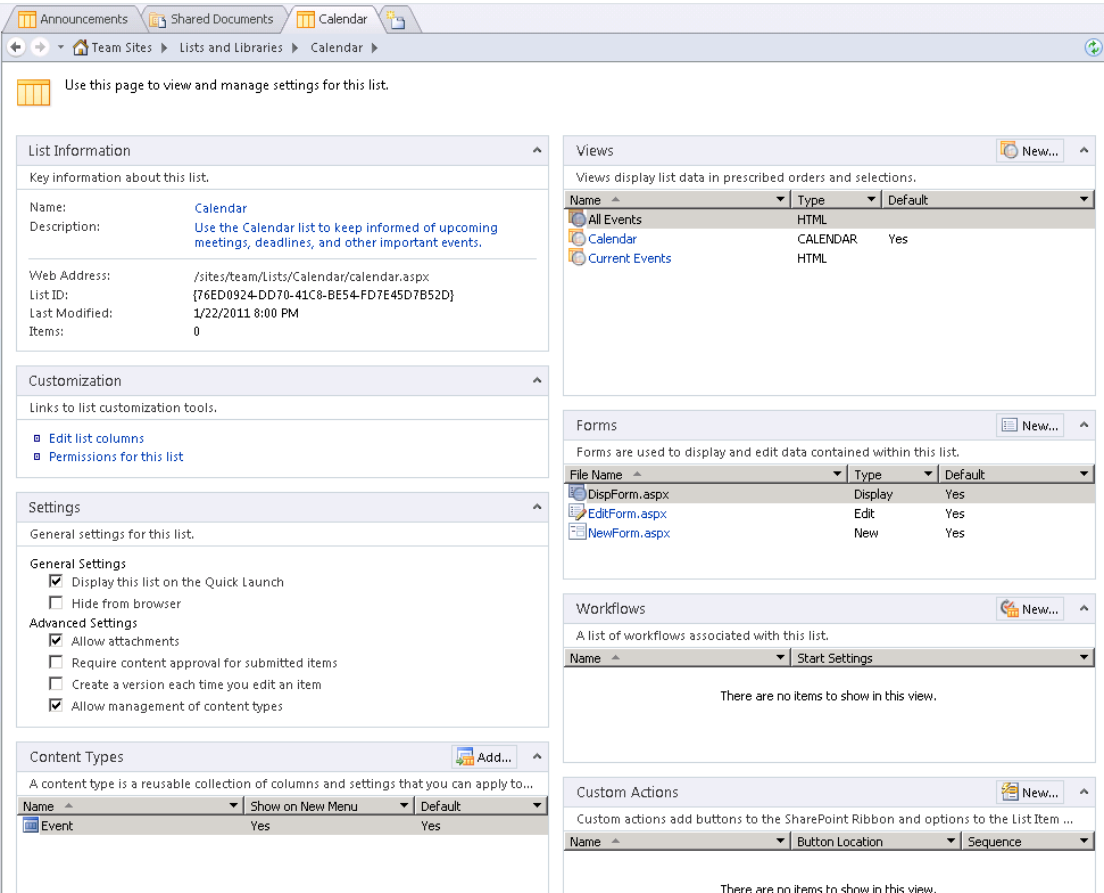 Announcements Shared Documents Calendar
Team Sites Lists and Libraries Calendar
Use this page to view and manage settings for this list.
List Information
Key information about this list.
Name: Calendar
Description: Use the Calendar list to keep informed of upcoming
meetings, deadlines, and other important events.
Web Address: /sites/team/Lists/Calendar/calendar.aspx
List ID: {76ED0924-DD70-41C8-BE54-FD7E45D7B52D}
Last Modified: 1/22/2011 8:00 PM
Items: 0
Customization
Links to list customization tools.
Edit list columns
Permissions for this list
Settings
General settings for this list.
General Settings
Display this list on the Quick Launch
Hide from browser
Advanced Settings
Allow attachments
Require content approval for submitted items
Create a version each time you edit an item
Allow management of content types
Content Types Add...
A content type is a reusable collection of columns and settings that you can apply to...
Name Show on New Menu Default
Event Yes Yes
Views New...
Views display list data in prescribed orders and selections.
Name Type Default
All Events HTML
Calendar CALENDAR Yes
Current Events HTML
Forms New...
Forms are used to display and edit data contained within this list.
File Name Type Default
DispForm.aspx Display Yes
EditForm.aspx Edit Yes
NewForm.aspx New Yes
Workflows New...
A list of workflows associated with this list.
Name Start Settings
There are no items to show in this view.
Custom Actions New...
Custom actions add buttons to the SharePoint Ribbon and options to the List Item ...
Name Button Location Sequence
There are no items to show in this view.